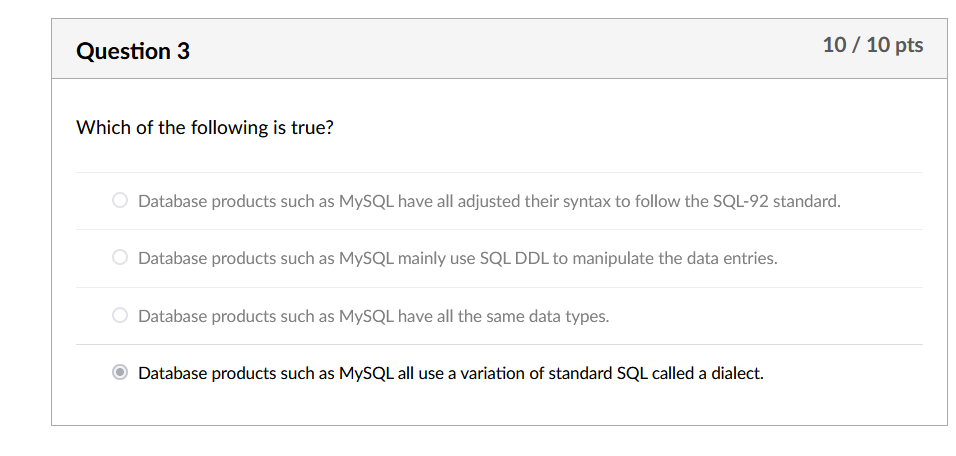 Question 3
10 / 10 pts
Which of the following is true?
Database products such as MySQL have all adjusted their syntax to follow the SQL-92 standard.
Database products such as MySQL mainly use SQL DDL to manipulate the data entries.
Database products such as MySQL have all the same data types.
Database products such as MySQL all use a variation of standard SQL called a dialect.